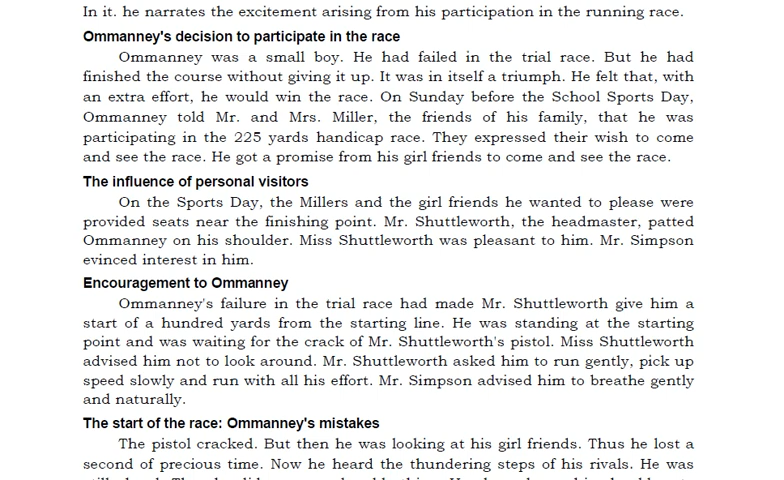 In it. he narrates the excitement arising from his participation in the running race.
Ommanney's decision to participate in the race
Ommanney was a small boy. He had failed in the trial race. But he had
finished the course without giving it up. It was in itself a triumph. He felt that, with
an extra effort, he would win the race. On Sunday before the School Sports Day,
Ommanney told Mr. and Mrs. Miller, the friends of his family, that he was
participating in the 225 yards handicap race. They expressed their wish to come
and see the race. He got a promise from his girl friends to come and see the race.
The influence of personal visitors
On the Sports Day, the Millers and the girl friends he wanted to please were
provided seats near the finishing point. Mr. Shuttleworth, the headmaster, patted
Ommanney on his shoulder. Miss Shuttleworth was pleasant to him. Mr. Simpson
evinced interest in him.
Encouragement to Ommanney
Ommanney's failure in the trial race had made Mr. Shuttleworth give him a
start of a hundred yards from the starting line. He was standing at the starting
point and was waiting for the crack of Mr. Shuttleworth's pistol. Miss Shuttleworth
advised him not to look around. Mr. Shuttleworth asked him to run gently, pick up
speed slowly and run with all his effort. Mr. Simpson advised him to breathe gently
and naturally.
The start of the race: Ommanney's mistakes
The pistol cracked. But then he was looking at his girl friends. Thus he lost a
second of precious time. Now he heard the thundering steps of his rivals. He was